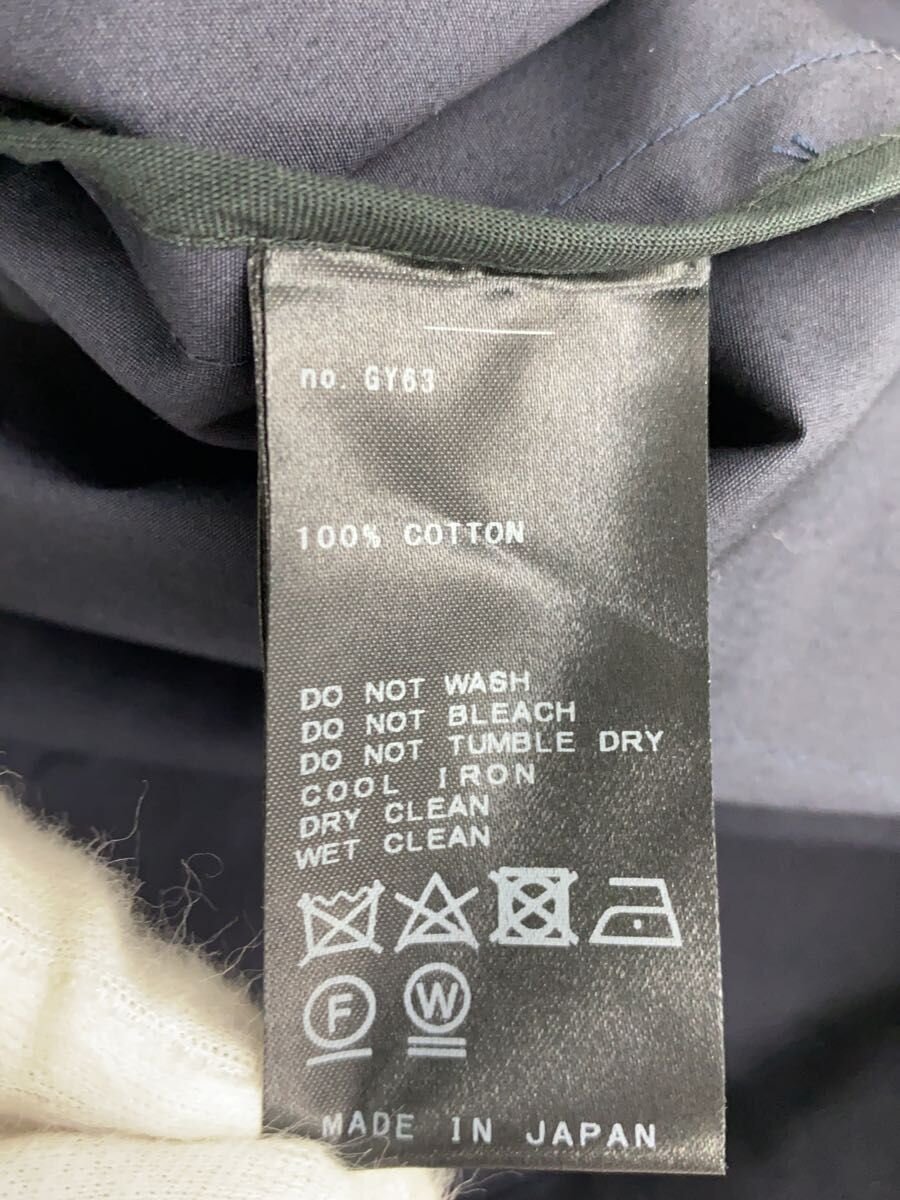 no. GY63
100% COTTON
DO NOT WASH
DO NOT BLEACH
DO NOT TUMBLE DRY
COOL IRON
DRY CLEAN
WET CLEAN
F W
MADE IN JAPAN